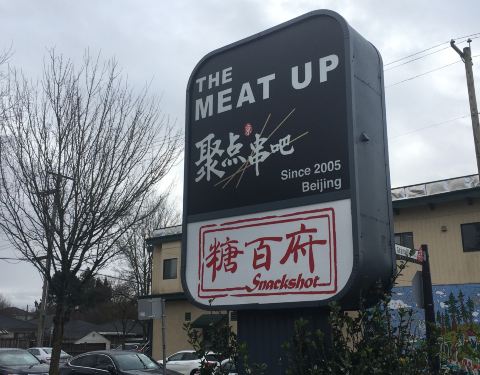 THE
MEAT UP
聚点串吧
Since 2005
Beijing
糖百府
Snackshot